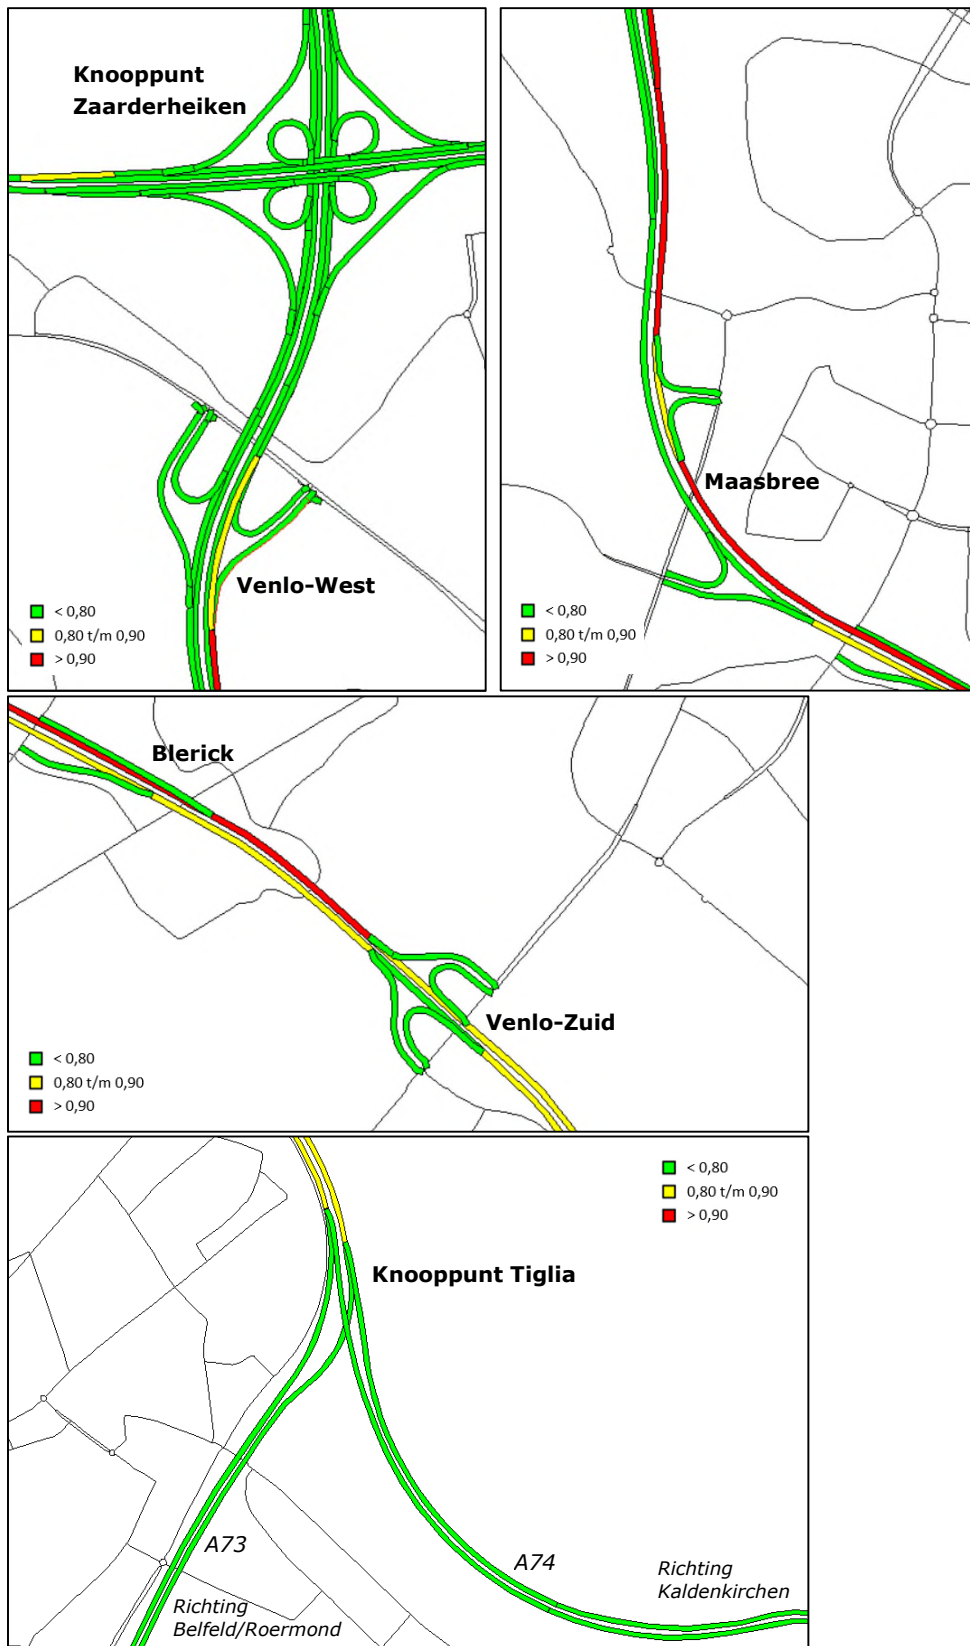 Knooppunt
Zaarderheiken
Venlo-West
< 0,80
0,80 t/m 0,90
> 0,90
Maasbree
< 0,80
0,80 t/m 0,90
> 0,90
Blerick
Venlo-Zuid
< 0,80
0,80 t/m 0,90
> 0,90
< 0,80
0,80 t/m 0,90
> 0,90
Knooppunt Tiglia
A73
A74
Richting
Kaldenkirchen
Richting
Belfeld/Roermond